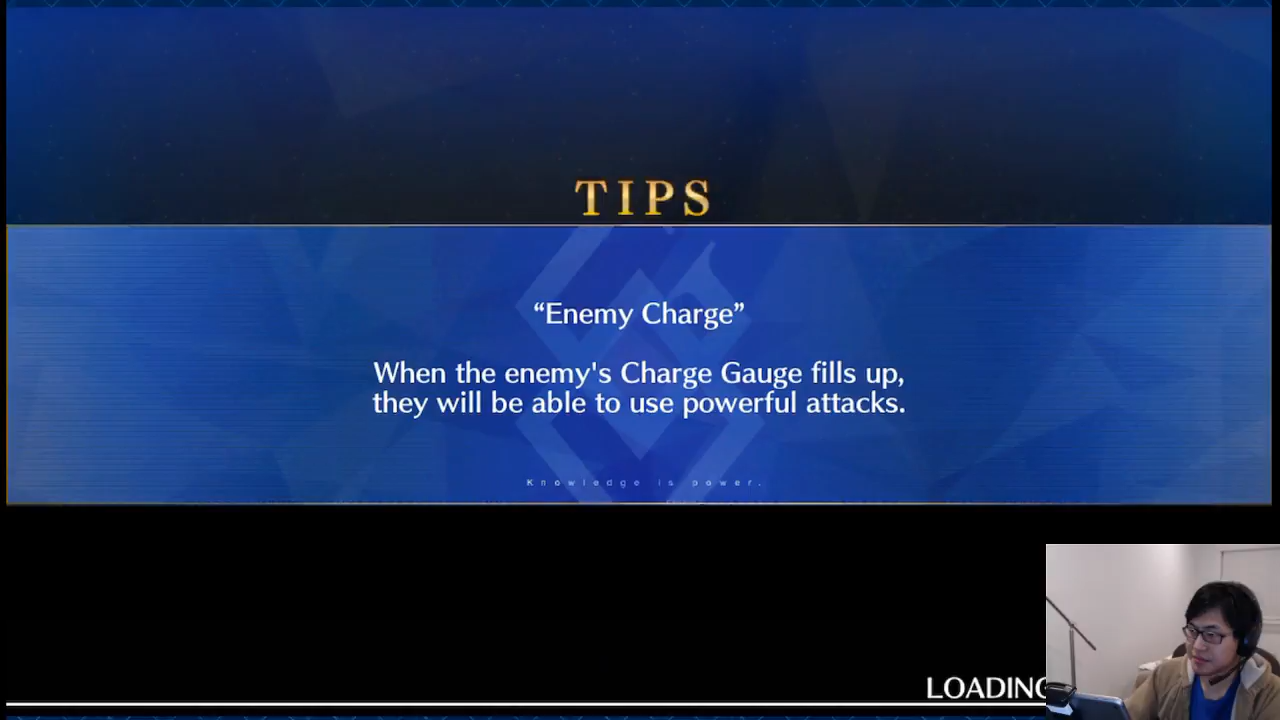 TIPS
“Enemy Charge”
When the enemy's Charge Gauge fills up,
they will be able to use powerful attacks.
Knowledge is power.
LOADING